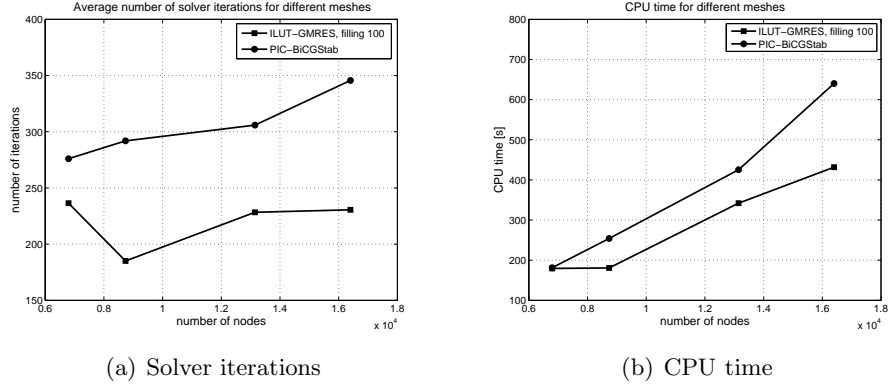 Average number of solver iterations for different meshes
400
350
300
250
200
150
number of iterations
ILUT−GMRES, filling 100
PIC−BiCGStab
0.6
0.8
1
1.2
1.4
1.6
1.8
number of nodes
x 10^4
(a) Solver iterations
CPU time for different meshes
800
700
600
500
400
300
200
100
CPU time [s]
ILUT−GMRES, filling 100
PIC−BiCGStab
0.6
0.8
1
1.2
1.4
1.6
1.8
number of nodes
x 10^4
(b) CPU time